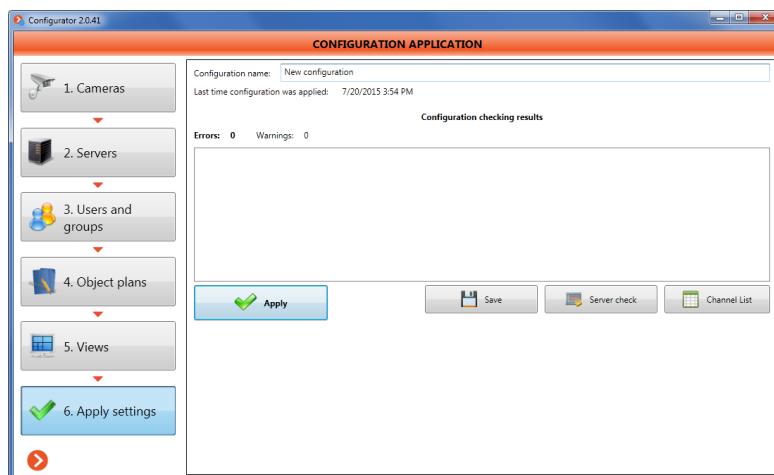 Configurator 2.0.41
CONFIGURATION APPLICATION
1. Cameras
2. Servers
3. Users and
groups
4. Object plans
5. Views
6. Apply settings
Configuration name: New configuration
Last time configuration was applied: 7/20/2015 3:54 PM
Configuration checking results
Errors: 0 Warnings: 0
Apply
Save
Server check
Channel List